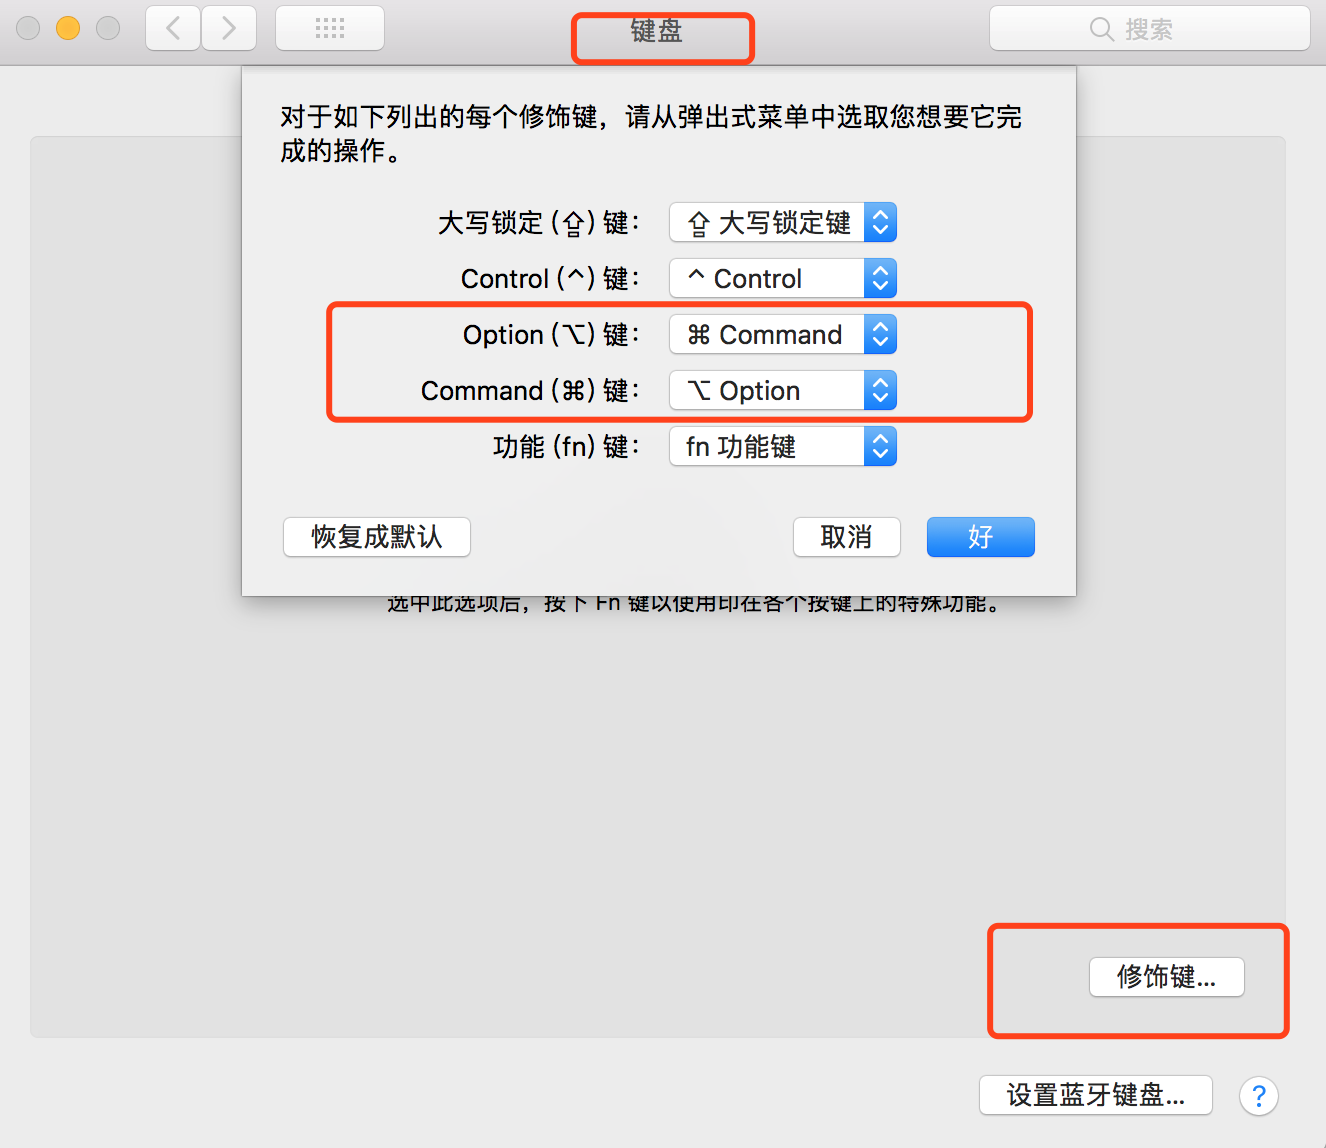 键盘
搜索
对于如下列出的每个修饰键，请从弹出式菜单中选取您想要它完
成的操作。
大写锁定 (⇪) 键： ⇪ 大写锁定键
Control (^) 键： ^ Control
Option (⌥) 键： ⌘ Command
Command (⌘) 键： ⌥ Option
功能 (fn) 键： fn 功能键
恢复成默认 取消 好
选中此选项后，按下 Fn 键以使用印在各个按键上的特殊功能。
修饰键...
设置蓝牙键盘... ?